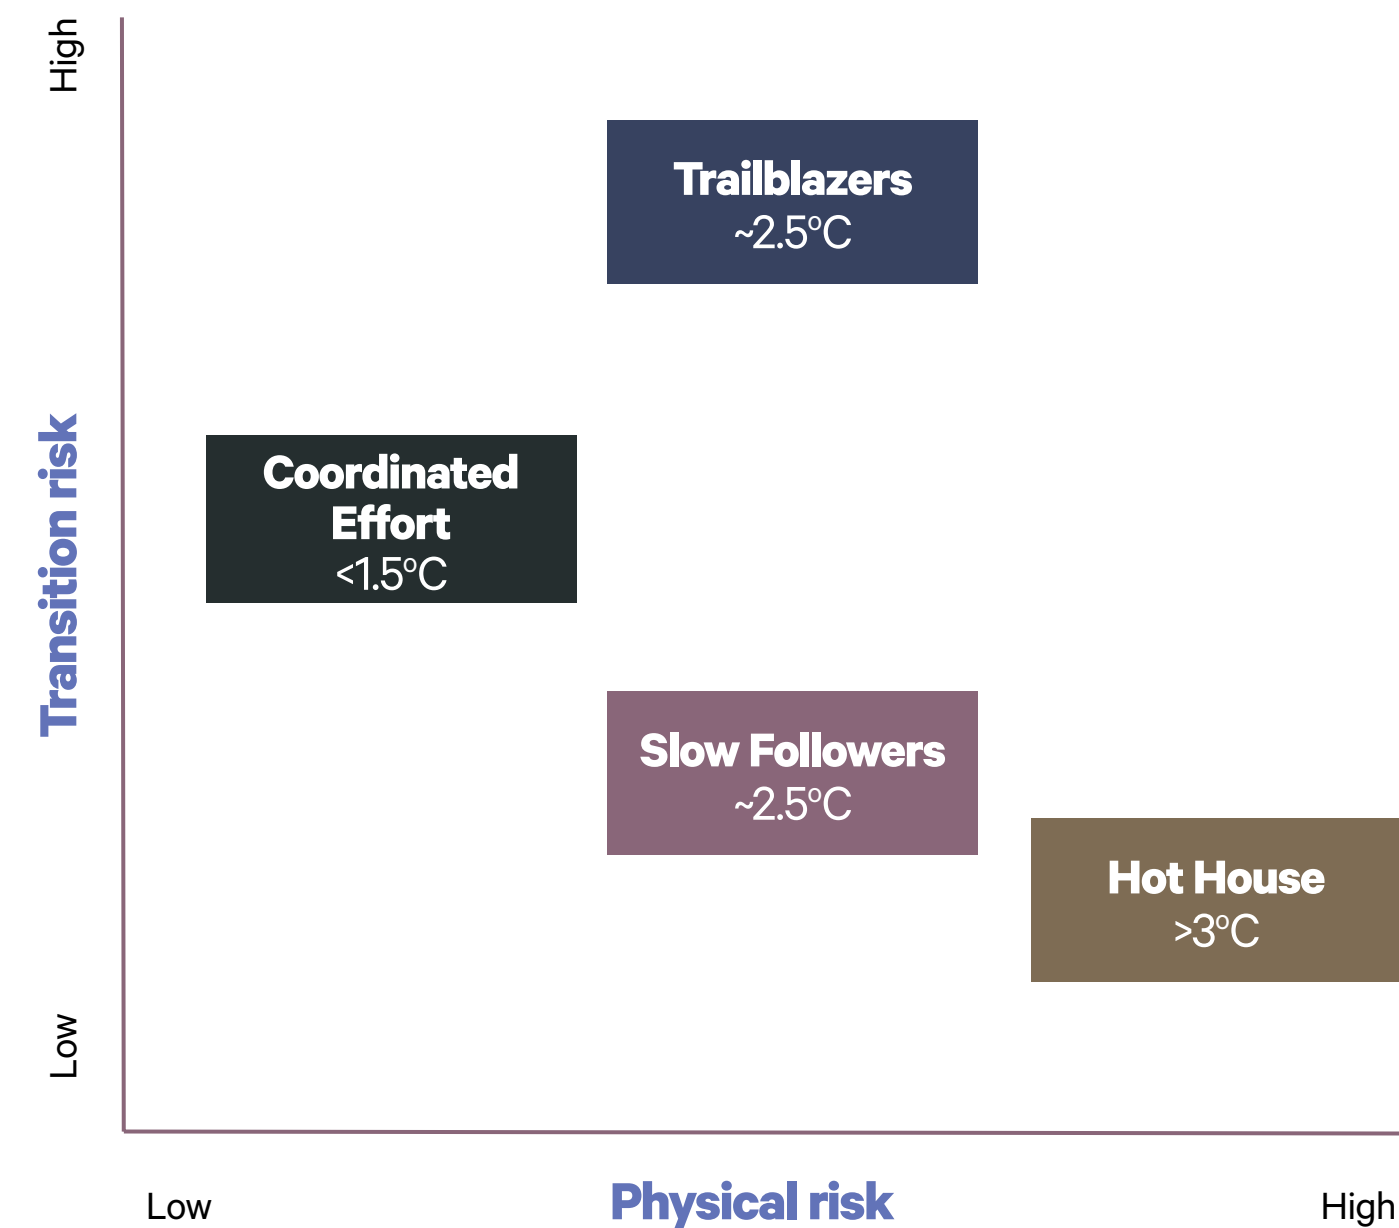 High
Trailblazers
~2.5°C
Transition risk
Coordinated
Effort
<1.5°C
Slow Followers
~2.5°C
Hot House
>3°C
Low
Low
Physical risk
High